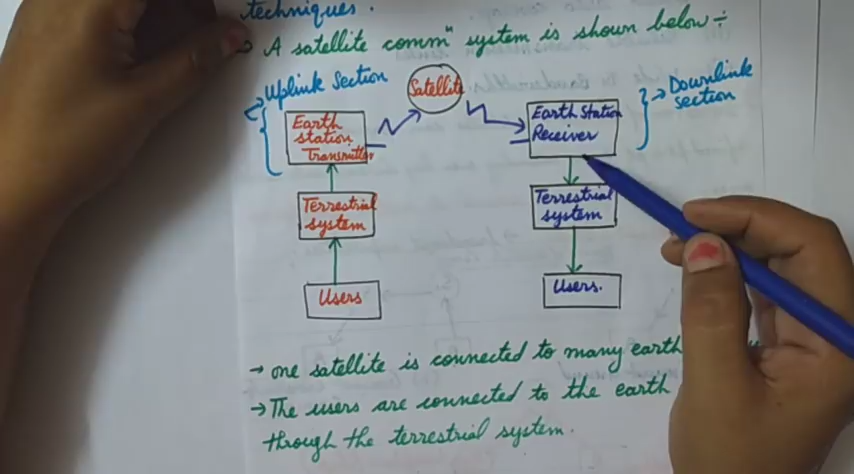 techniques.
→ A satellite commⁿ system is shown below ÷
→ Uplink Section
Satellite
→ Downlink section
Earth station Transmitter
Earth Station Receiver
Terrestrial system
Terrestrial system
Users
Users.
→ one satellite is connected to many earth
→ The users are connected to the earth
through the terrestrial system.